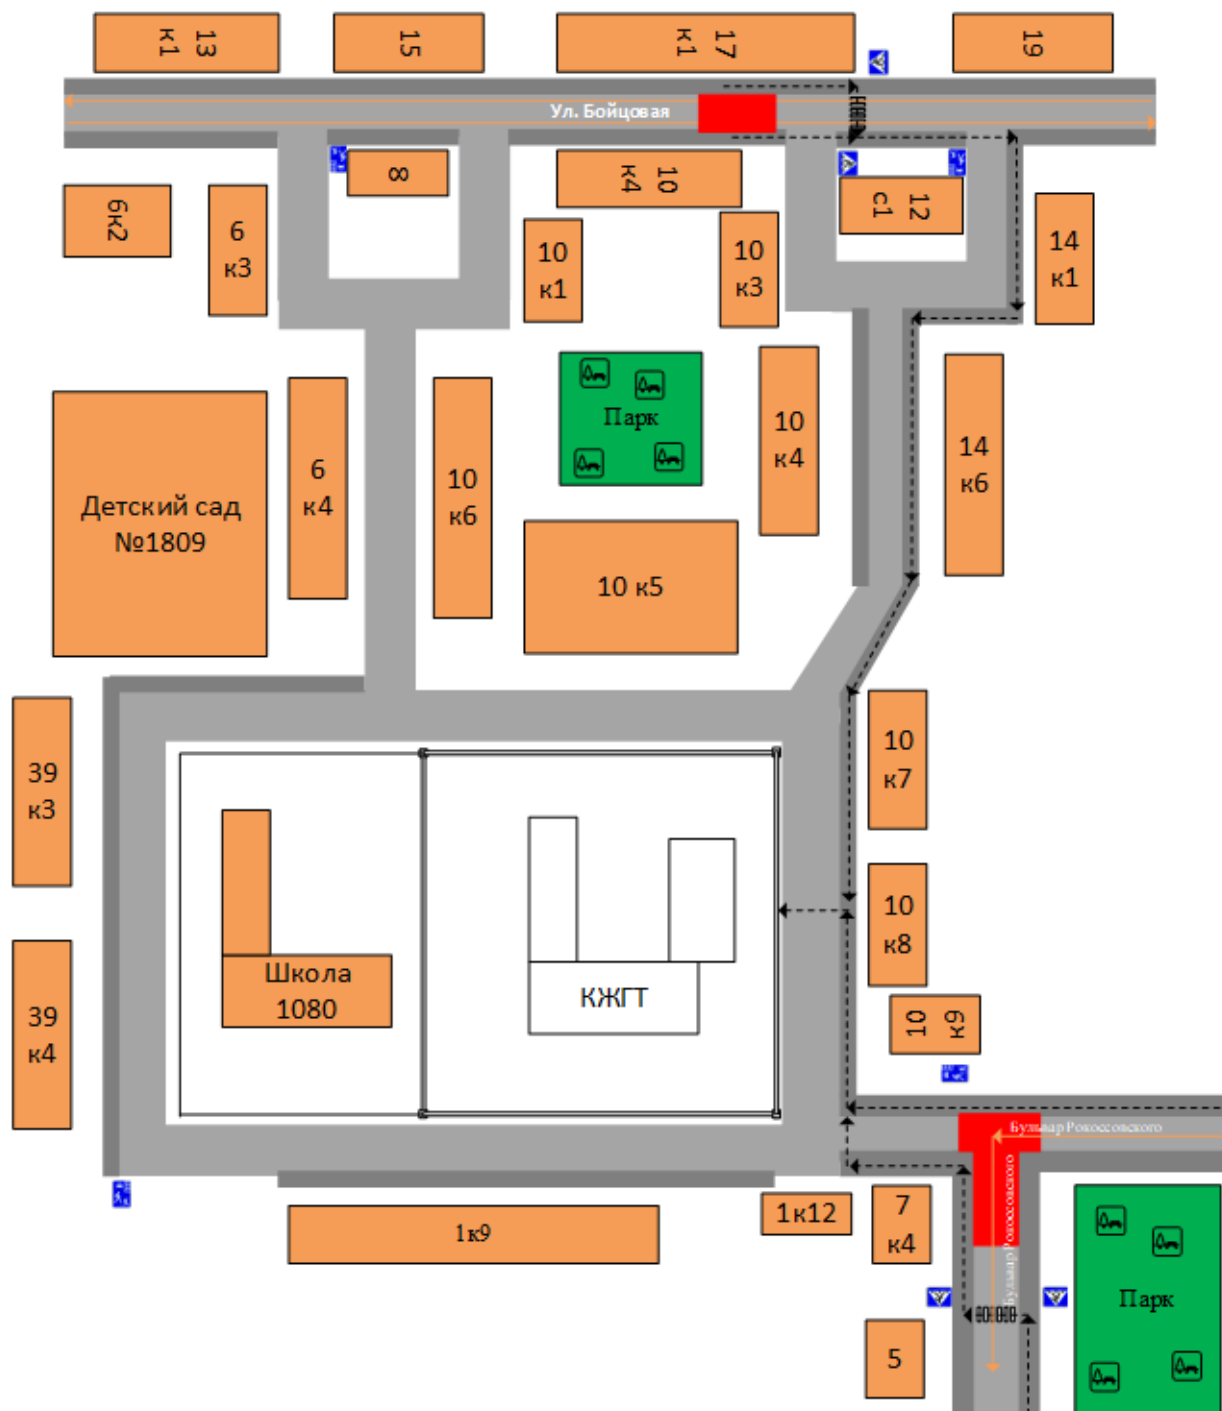 13
к1
15
17
к1
19
Ул. Бойцовая
8
10
к4
12
с1
6к2
6
к3
10
к1
10
к3
14
к1
Парк
10
к4
14
к6
Детский сад
№1809
6
к4
10
к6
10 к5
39
к3
10
к7
10
к8
39
к4
Школа
1080
КЖГТ
10
к9
Бульвар Рокоссовского
Бульвар Рокоссовского
1к9
1к12
7
к4
Парк
5